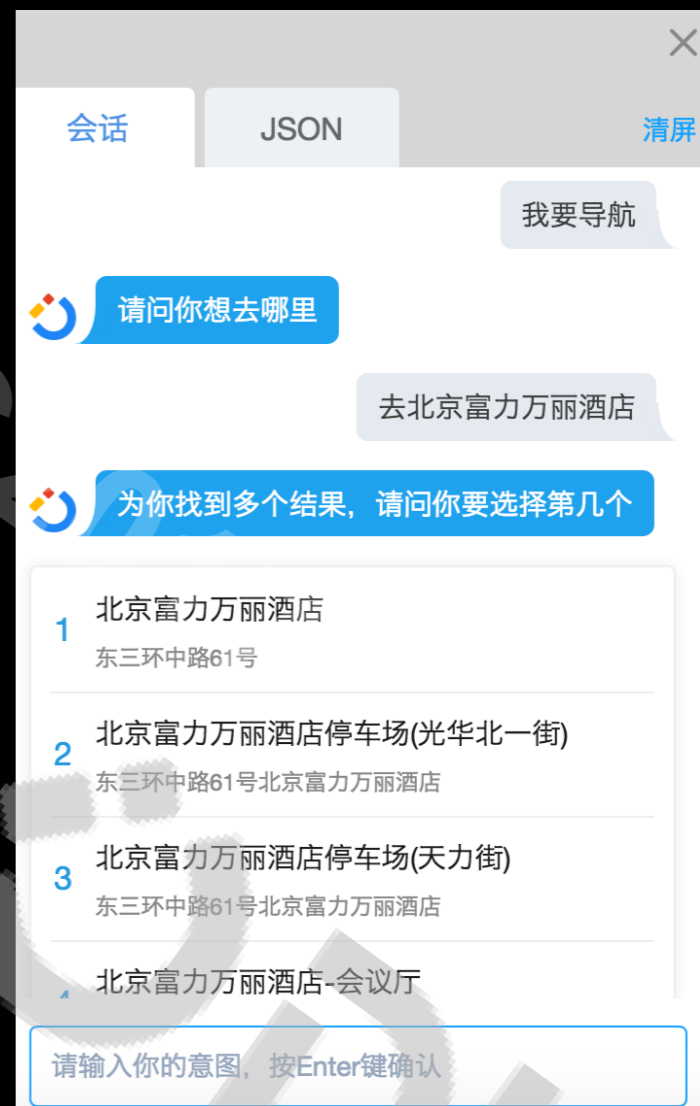 会话
JSON
清屏
我要导航
请问你想去哪里
去北京富力万丽酒店
为你找到多个结果，请问你要选择第几个
1
北京富力万丽酒店
东三环中路61号
2
北京富力万丽酒店停车场(光华北一街)
东三环中路61号北京富力万丽酒店
3
北京富力万丽酒店停车场(天力街)
东三环中路61号北京富力万丽酒店
4
北京富力万丽酒店-会议厅
请输入你的意图，按Enter键确认